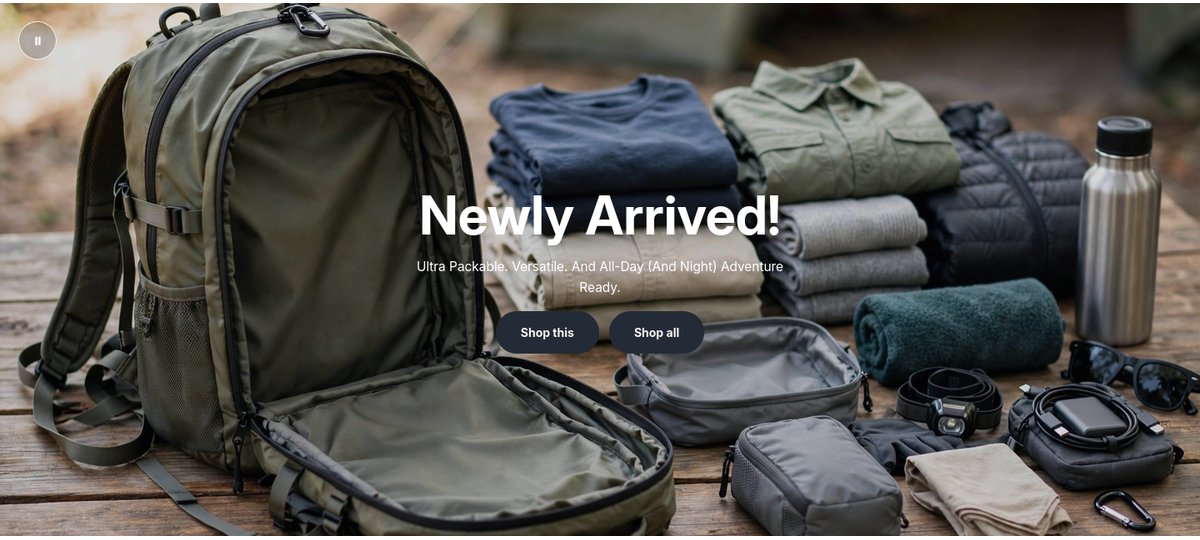 Newly Arrived!
Ultra Packable. Versatile. And All-Day (And Night) Adventure
Ready.
Shop this
Shop all